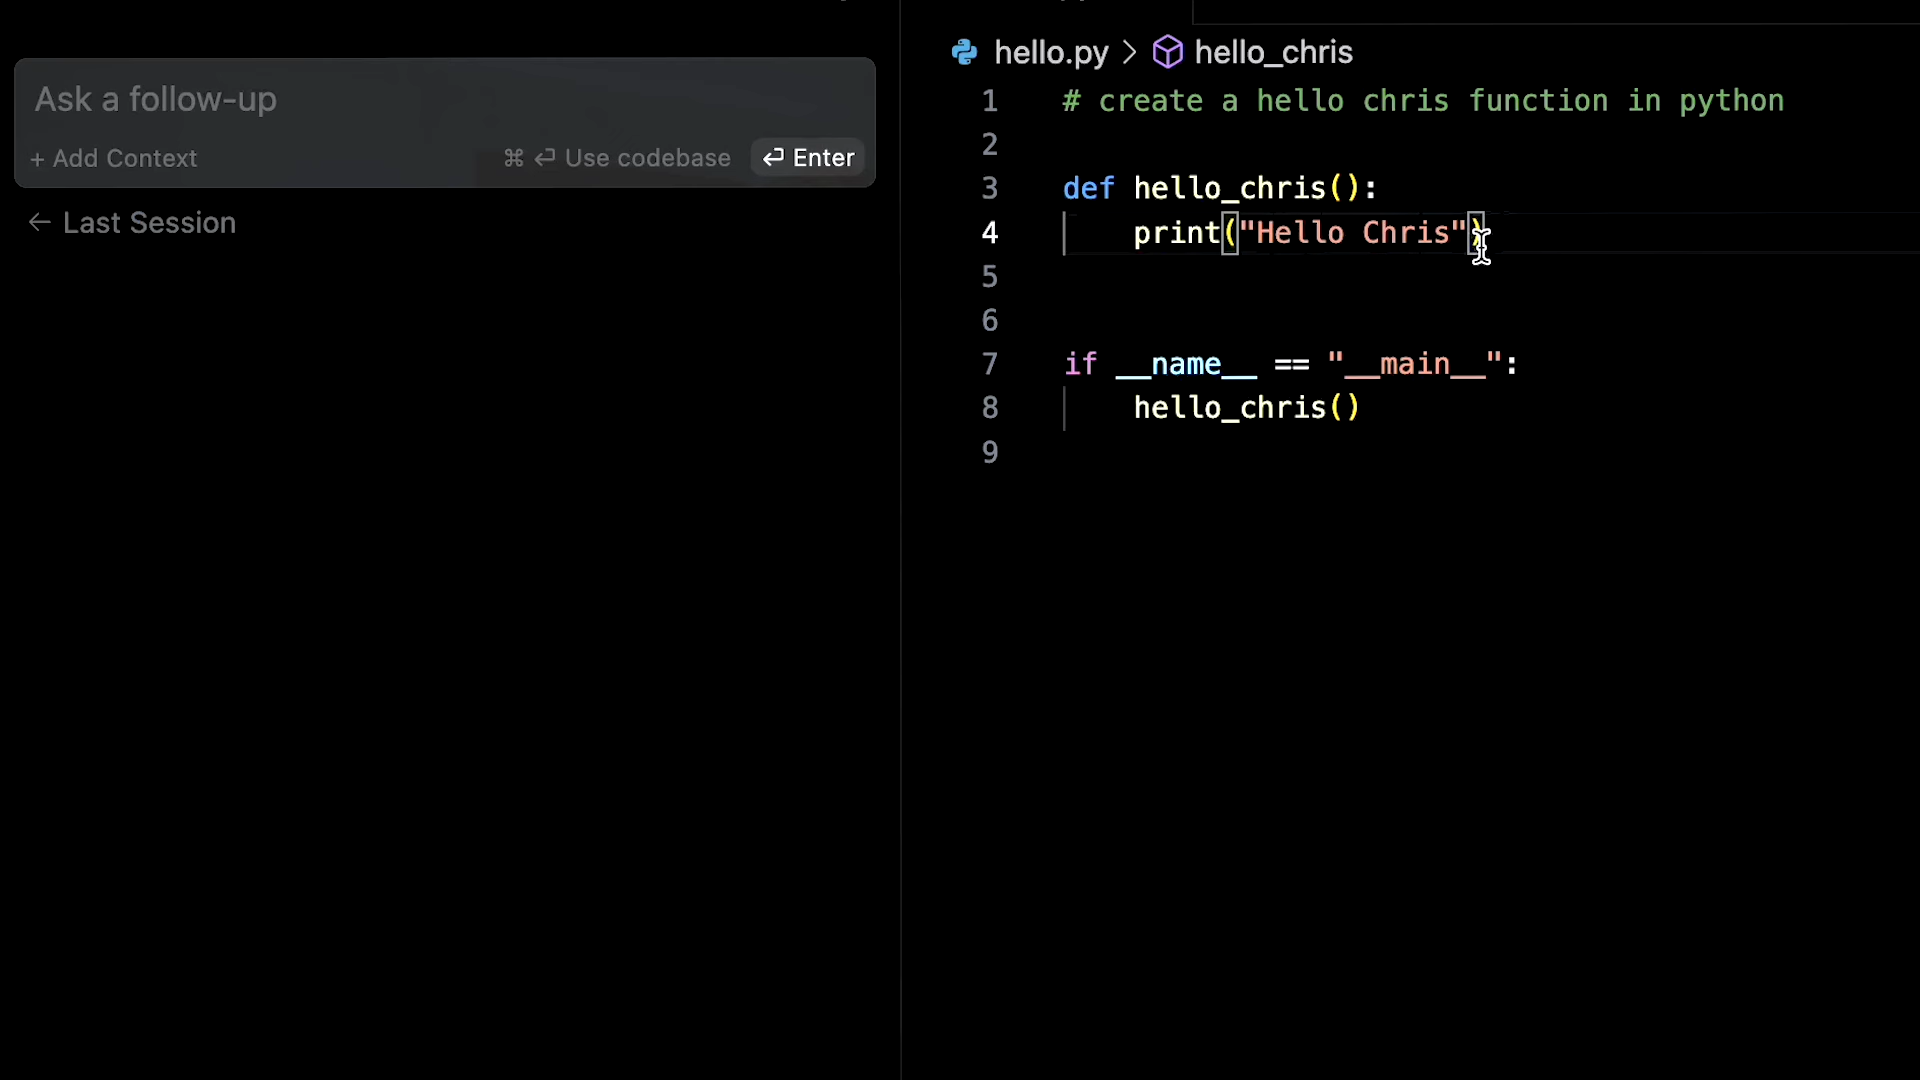 Ask a follow-up
+ Add Context ⌘ ⏎ Use codebase ⏎ Enter
← Last Session
hello.py > hello_chris
1 # create a hello chris function in python
2
3 def hello_chris():
4     print("Hello Chris")
5
6
7 if __name__ == "__main__":
8     hello_chris()
9